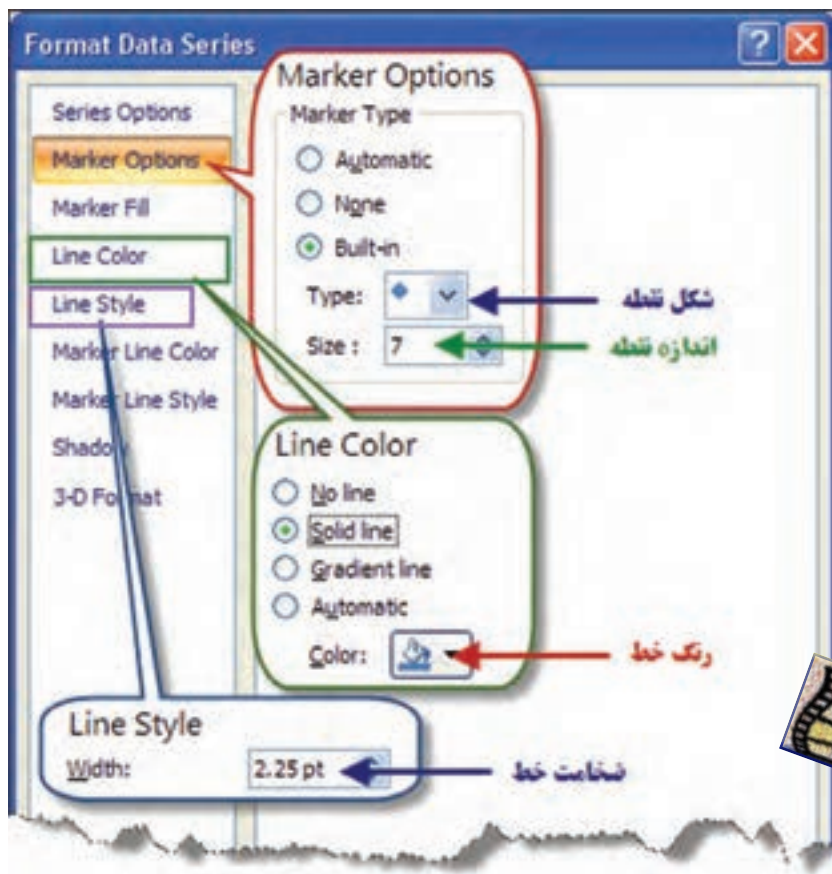 Format Data Series
Series Options
Marker Options
Marker Fill
Line Color
Line Style
Marker Line Color
Marker Line Style
Shadow
3-D Format
Marker Options
Marker Type
Automatic
None
Built-in
Type:
شکل نقطه
Size : 7
اندازه نقطه
Line Color
No line
Solid line
Gradient line
Automatic
Color:
رنگ خط
Line Style
Width: 2.25 pt
ضخامت خط